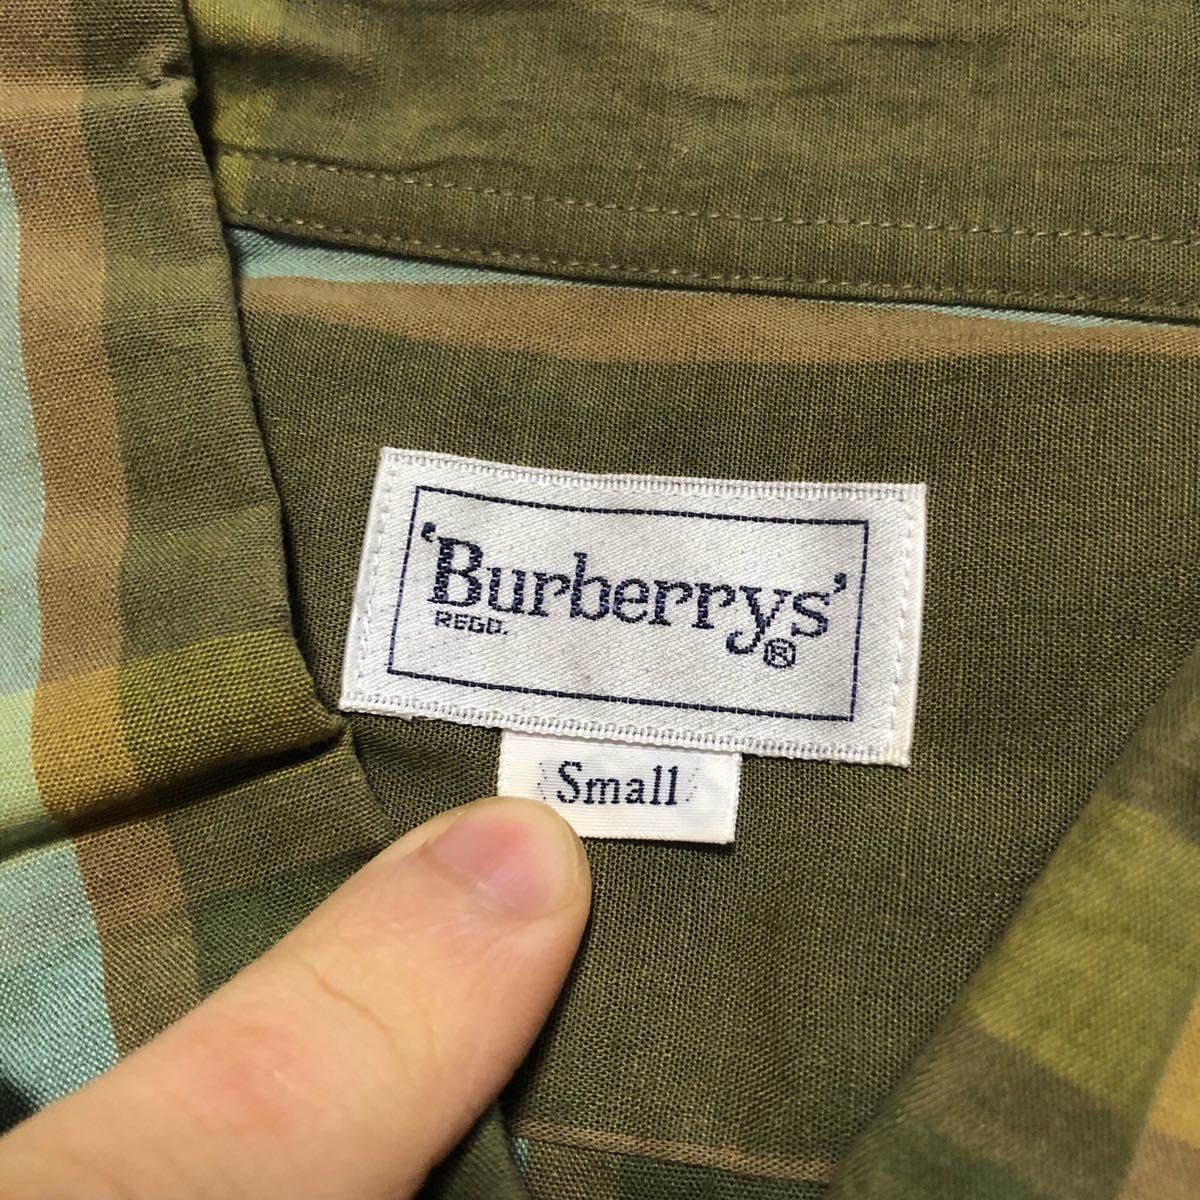 'Burberrys'
REGD. ®
Small